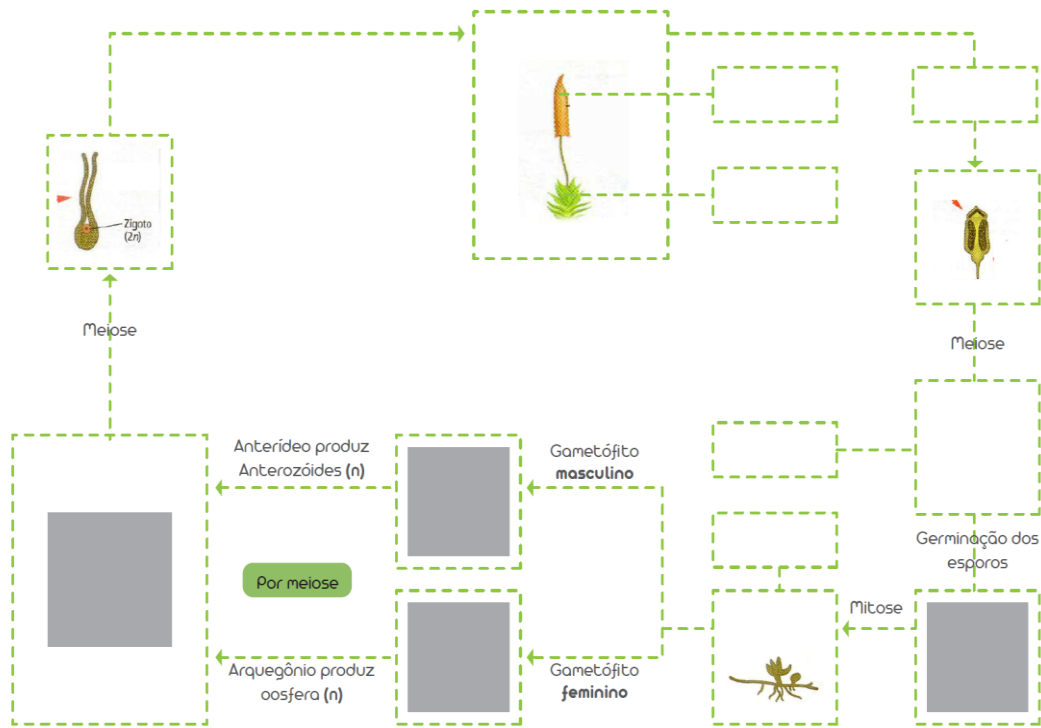 Zigoto
(2n)
Meiose
Meiose
Anterídeo produz
Anterozóides (n)
Gametófito
masculino
Germinação dos
esporos
Por meiose
Mitose
Arquegônio produz
oosfera (n)
Gametófito
feminino